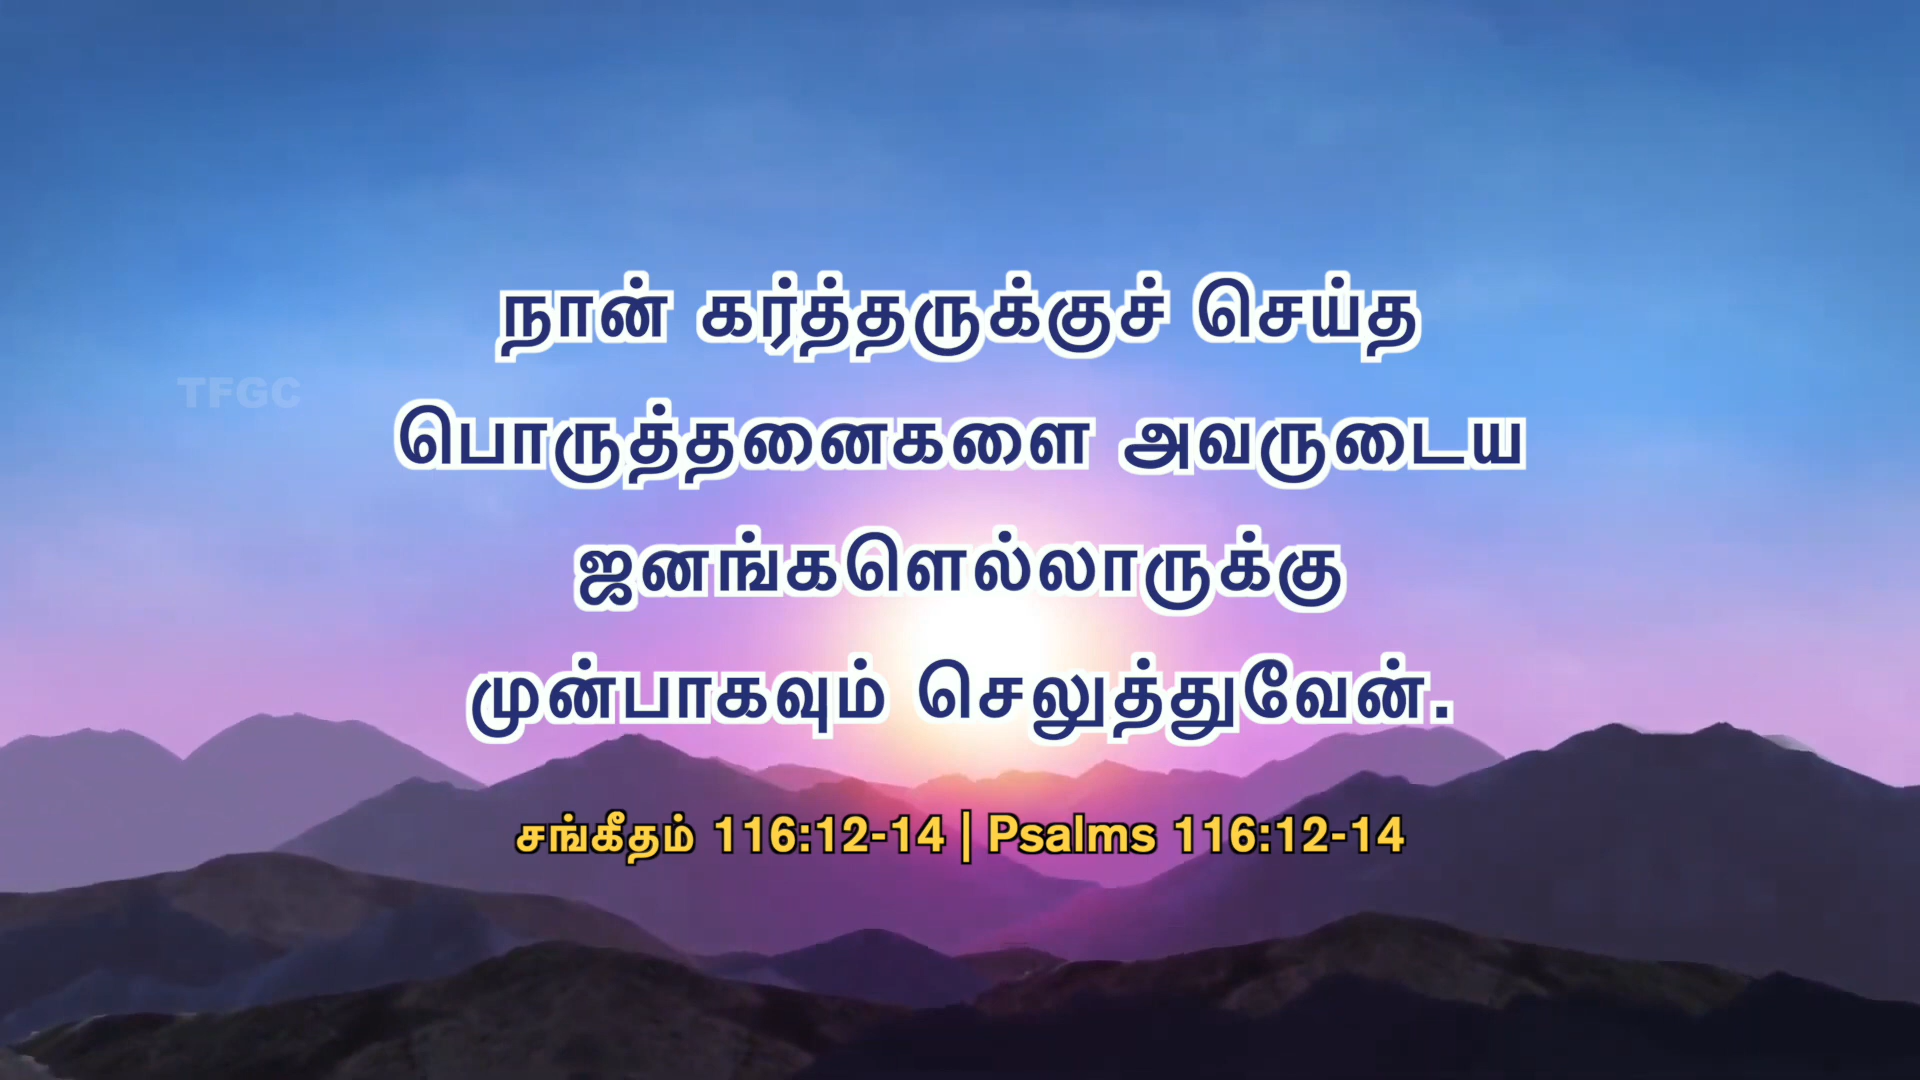 நான் கர்த்தருக்குச் செய்த
TFGC
பொருத்தனைகளை அவருடைய
ஜனங்களெல்லாருக்கு
முன்பாகவும் செலுத்துவேன்.
சங்கீதம் 116:12-14 | Psalms 116:12-14